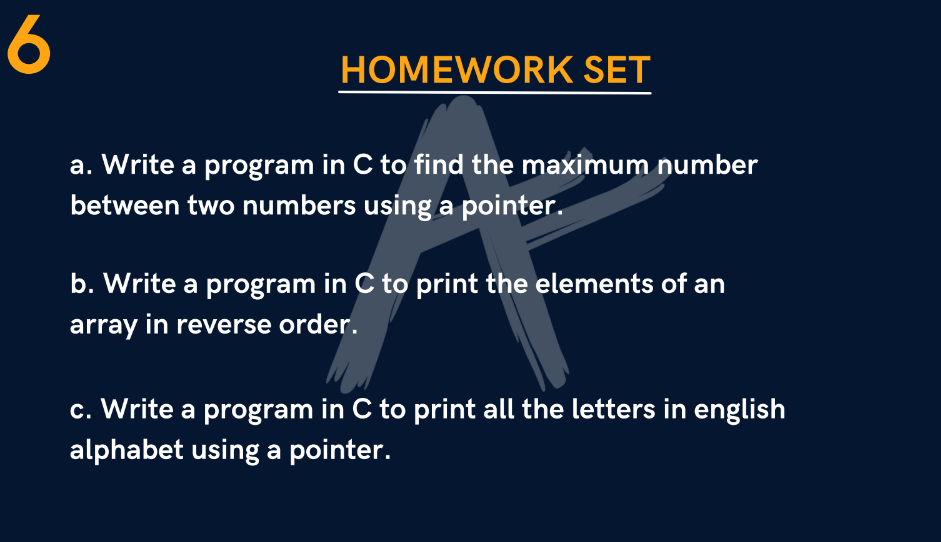 6
HOMEWORK SET
a. Write a program in C to find the maximum number
between two numbers using a pointer.
b. Write a program in C to print the elements of an
array in reverse order.
c. Write a program in C to print all the letters in english
alphabet using a pointer.